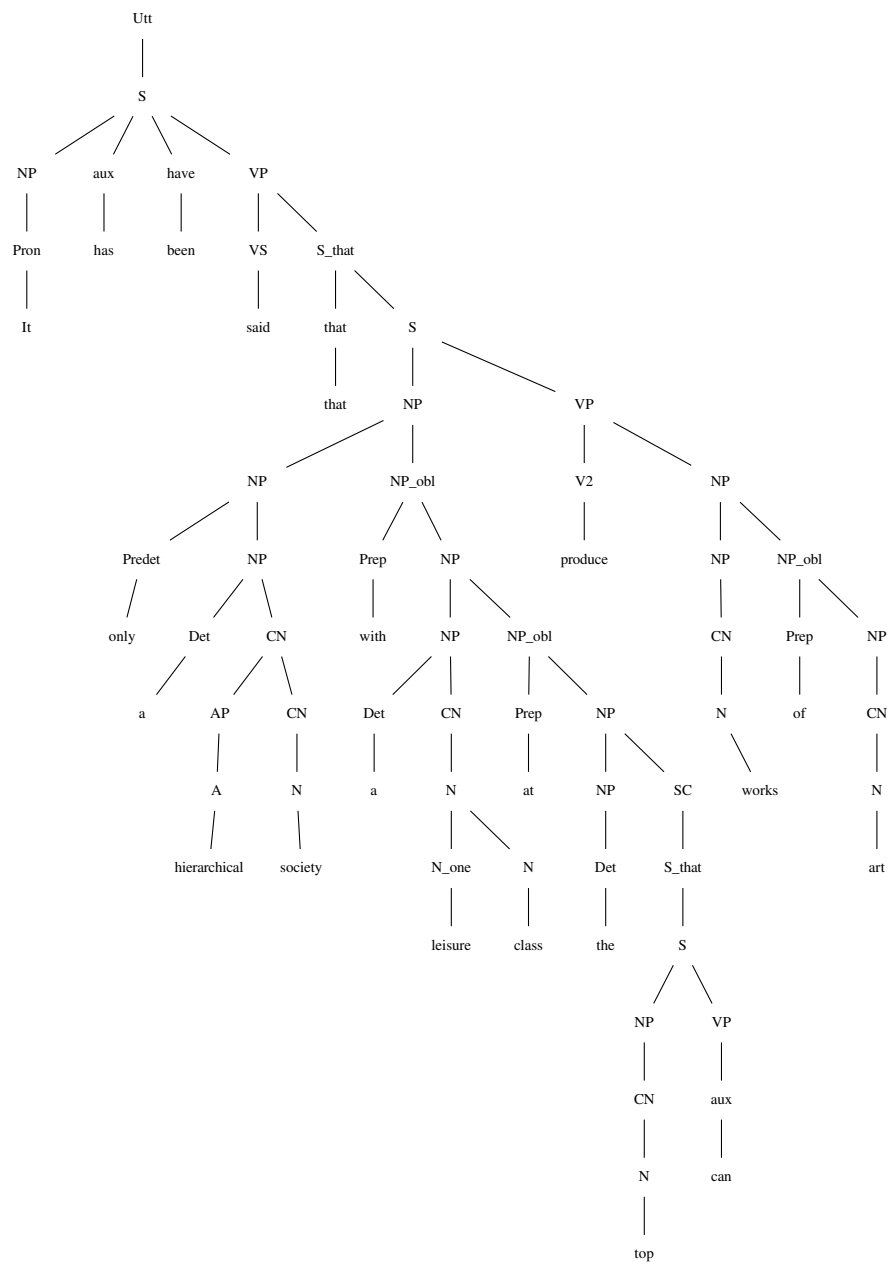 Utt
S
NP aux have VP
Pron has been VS S_that
It said that S
that NP VP
NP NP_obl V2 NP
Predet NP Prep NP produce NP NP_obl
only Det CN with NP NP_obl CN Prep NP
a AP CN Det CN Prep NP N of CN
A N a N at NP SC works N
hierarchical society N_one N Det S_that art
leisure class the S
NP VP
CN aux
N can
top